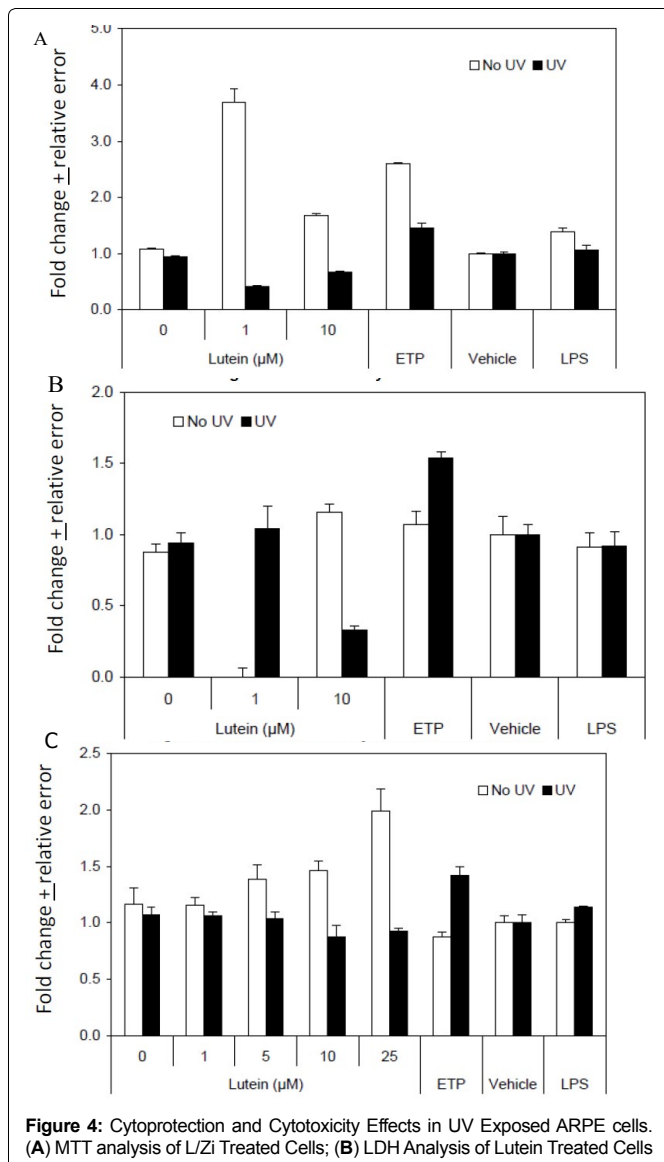 A
5.0
No UV UV
4.0
3.0
2.0
1.0
0.0
Fold change + relative error
0 1 10
Lutein (µM) ETP Vehicle LPS
B
2.0
No UV UV
1.5
1.0
0.5
0.0
Fold change + relative error
0 1 10
Lutein (µM) ETP Vehicle LPS
C
2.5
No UV UV
2.0
1.5
1.0
0.5
0.0
Fold change + relative error
0 1 5 10 25
Lutein (µM) ETP Vehicle LPS
Figure 4: Cytoprotection and Cytotoxicity Effects in UV Exposed ARPE cells.
(A) MTT analysis of L/Zi Treated Cells; (B) LDH Analysis of Lutein Treated Cells